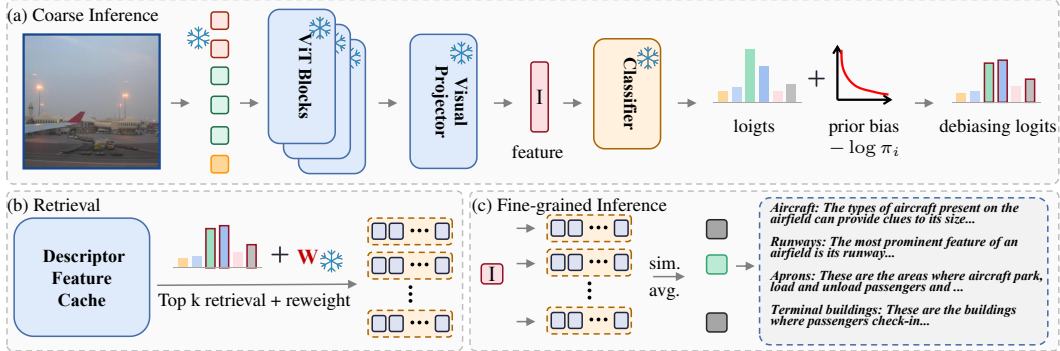 (a) Coarse Inference
ViT Blocks
Visual
Projector
I
feature
Classifier
loigts
+
prior bias
− log π_i
debiasing logits
(b) Retrieval
Descriptor
Feature
Cache
+ W
Top k retrieval + reweight
(c) Fine-grained Inference
I
sim.
avg.
Aircraft: The types of aircraft present on the
airfield can provide clues to its size...
Runways: The most prominent feature of an
airfield is its runway...
Aprons: These are the areas where aircraft park,
load and unload passengers and ...
Terminal buildings: These are the buildings
where passengers check-in...